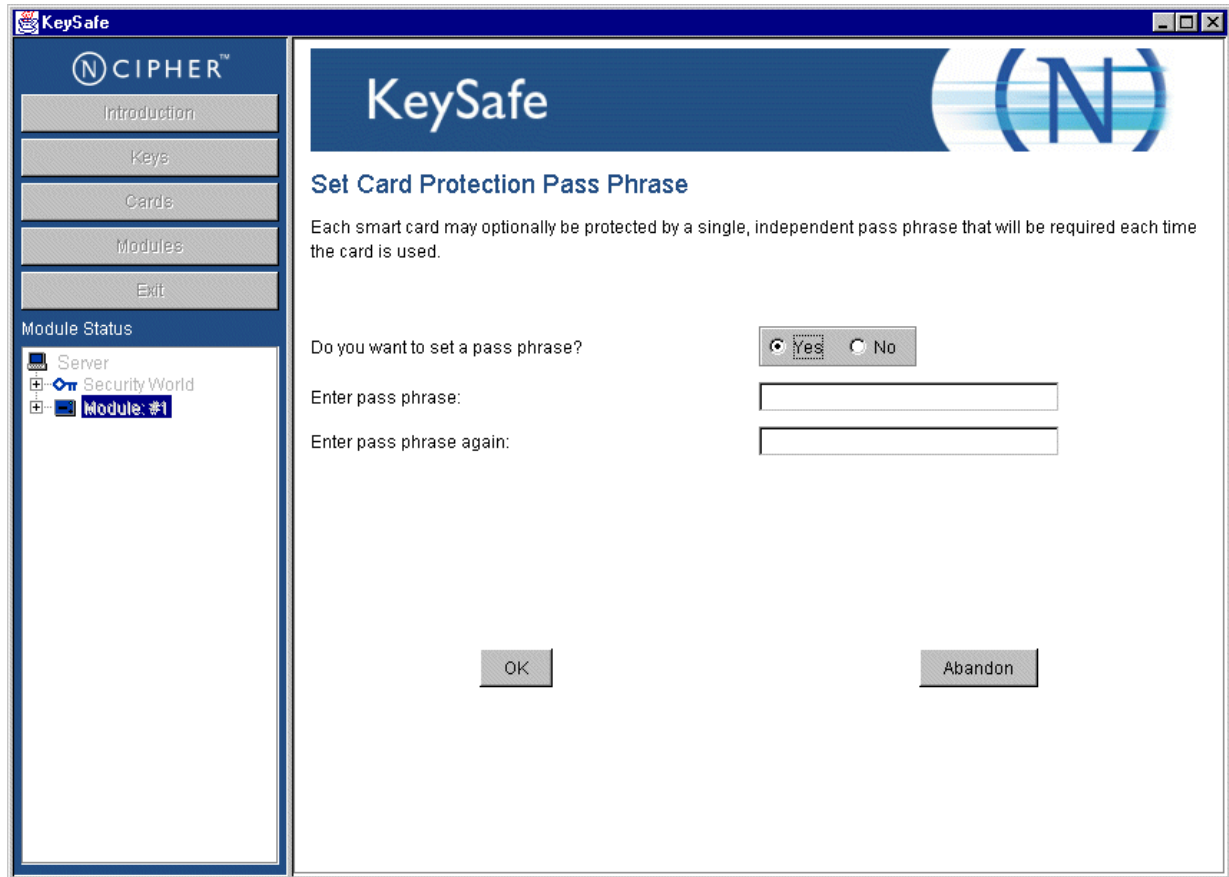 KeySafe
NCIPHER™
Introduction
Keys
Cards
Modules
Exit
Module Status
Server
Security World
Module: #1
KeySafe
N
Set Card Protection Pass Phrase
Each smart card may optionally be protected by a single, independent pass phrase that will be required each time
the card is used.
Do you want to set a pass phrase?
Yes No
Enter pass phrase:
Enter pass phrase again:
OK
Abandon